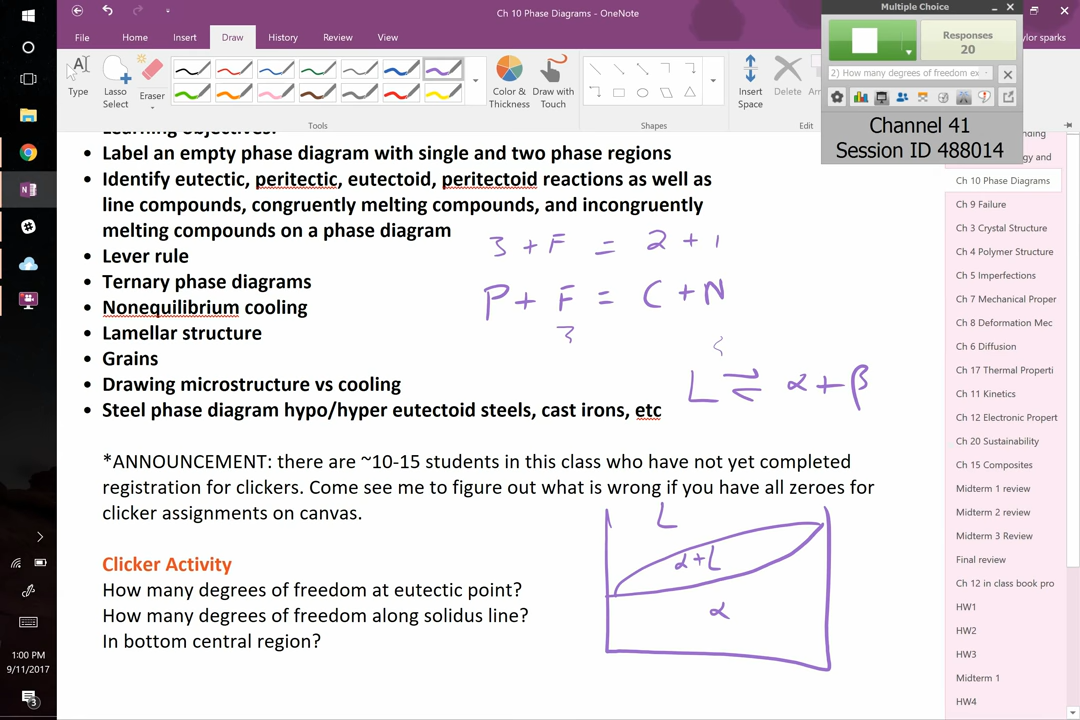 Ch 10 Phase Diagrams - OneNote
Multiple Choice
Responses
20
ylor sparks
File Home Insert Draw History Review View
2) How many degrees of freedom ex
Type
Lasso Select
Eraser
Color & Thickness
Draw with Touch
Insert Space
Delete
Arr
Tools
Shapes
Edit
Channel 41
Session ID 488014
Learning Objectives:
• Label an empty phase diagram with single and two phase regions
• Identify eutectic, peritectic, eutectoid, peritectoid reactions as well as
line compounds, congruently melting compounds, and incongruently
melting compounds on a phase diagram
• Lever rule
• Ternary phase diagrams
• Nonequilibrium cooling
• Lamellar structure
• Grains
• Drawing microstructure vs cooling
• Steel phase diagram hypo/hyper eutectoid steels, cast irons, etc
3 + F = 2 + 1
P + F = C + N
3
L ⇌ α + β
*ANNOUNCEMENT: there are ~10-15 students in this class who have not yet completed
registration for clickers. Come see me to figure out what is wrong if you have all zeroes for
clicker assignments on canvas.
Clicker Activity
How many degrees of freedom at eutectic point?
How many degrees of freedom along solidus line?
In bottom central region?
L
α+L
α
nding
gy and
Ch 10 Phase Diagrams
Ch 9 Failure
Ch 3 Crystal Structure
Ch 4 Polymer Structure
Ch 5 Imperfections
Ch 7 Mechanical Proper
Ch 8 Deformation Mec
Ch 6 Diffusion
Ch 17 Thermal Properti
Ch 11 Kinetics
Ch 12 Electronic Propert
Ch 20 Sustainability
Ch 15 Composites
Midterm 1 review
Midterm 2 review
Midterm 3 Review
Final review
Ch 12 in class book pro
HW1
HW2
HW3
Midterm 1
HW4
1:00 PM
9/11/2017
3